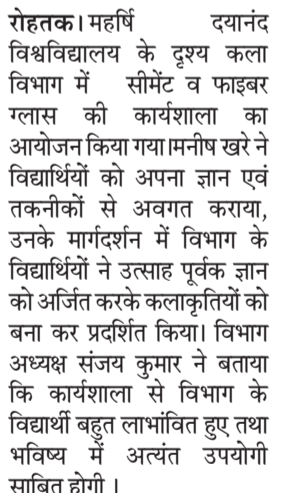 रोहतक। महर्षि दयानंद
विश्वविद्यालय के दृश्य कला
विभाग में सीमेंट व फाइबर
ग्लास की कार्यशाला का
आयोजन किया गया।मनीष खरे ने
विद्यार्थियों को अपना ज्ञान एवं
तकनीकों से अवगत कराया,
उनके मार्गदर्शन में विभाग के
विद्यार्थियों ने उत्साह पूर्वक ज्ञान
को अर्जित करके कलाकृतियों को
बना कर प्रदर्शित किया। विभाग
अध्यक्ष संजय कुमार ने बताया
कि कार्यशाला से विभाग के
विद्यार्थी बहुत लाभांवित हुए तथा
भविष्य में अत्यंत उपयोगी
साबित होगी ।